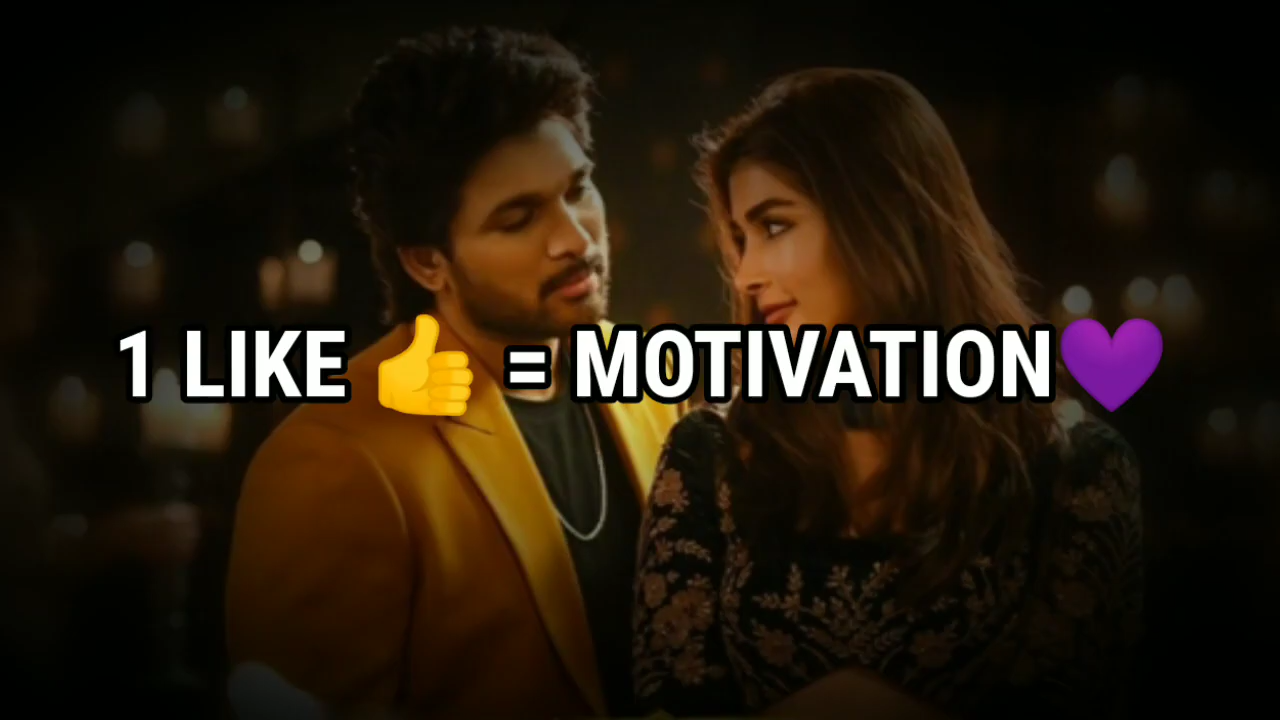 1 LIKE 👍 = MOTIVATION💜